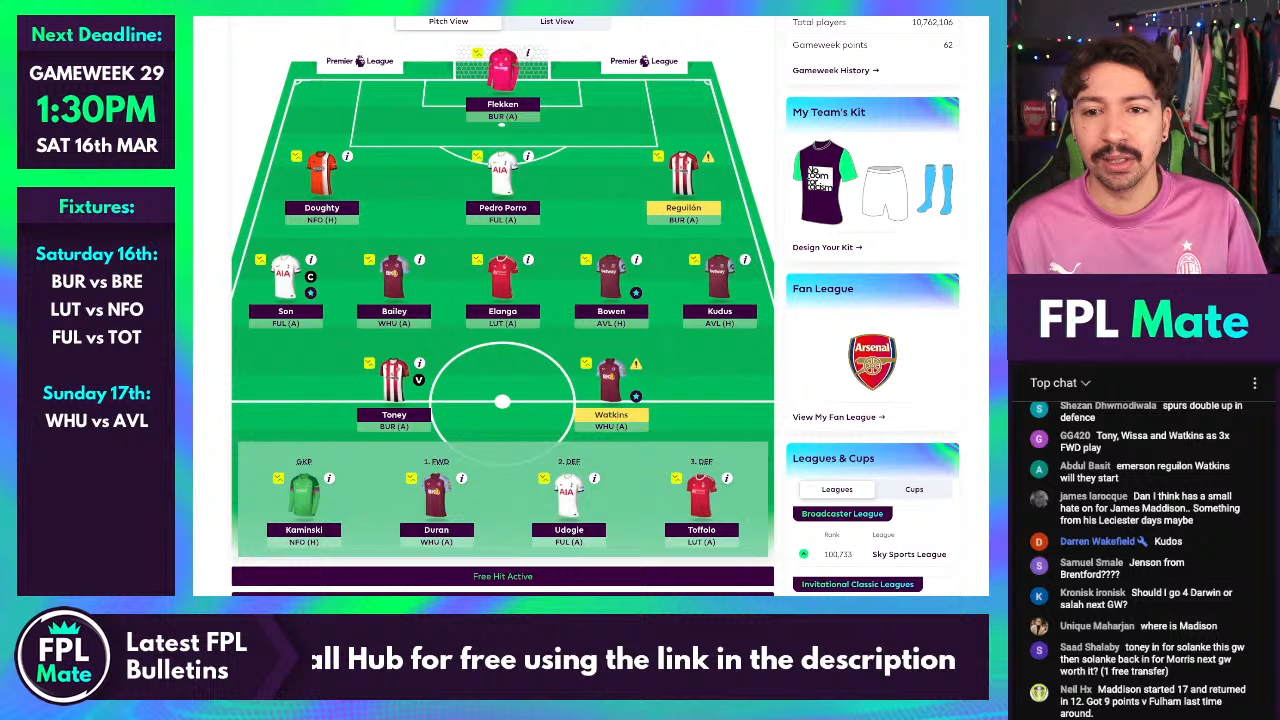 Next Deadline:
GAMEWEEK 29
1:30PM
SAT 16th MAR
Fixtures:
Saturday 16th:
BUR vs BRE
LUT vs NFO
FUL vs TOT
Sunday 17th:
WHU vs AVL
Pitch View
List View
Premier League
Premier League
i
Flekken
BUR (A)
i
i
Doughty
NFO (H)
AIA
Pedro Porro
FUL (A)
Reguilón
BUR (A)
i
i
i
i
i
AIA
C
Son
FUL (A)
Bailey
WHU (A)
Elanga
LUT (A)
Bowen
AVL (H)
Kudus
AVL (H)
i
V
Toney
BUR (A)
Watkins
WHU (A)
GKP
1. FWD
2. DEF
3. DEF
i
i
i
i
AIA
Kaminski
NFO (H)
Duran
WHU (A)
Udogie
FUL (A)
Toffolo
LUT (A)
Free Hit Active
Total players
10,762,106
Gameweek points
62
Gameweek History →
My Team's Kit
No
Room
For
Racism
Design Your Kit →
Fan League
Arsenal
View My Fan League →
Leagues & Cups
Leagues
Cups
Broadcaster League
Rank
League
100,733
Sky Sports League
Invitational Classic Leagues
FPL Mate
Top chat
Shezan Dhwmodiwala spurs double up in
defence
G GG420 Tony, Wissa and Watkins as 3x
FWD play
A Abdul Basit emerson reguilon Watkins
will they start
james larocque Dan I think has a small
hate on for James Maddison.. Something
from his Leciester days maybe
D Darren Wakefield Kudos
S Samuel Smale Jenson from
Brentford????
K Kronisk ironisk Should I go 4 Darwin or
salah next GW?
Unique Maharjan where is Madison
S Saad Shalaby toney in for solanke this gw
then solanke back in for Morris next gw
worth it? (1 free transfer)
Neil Hx Maddison started 17 and returned
in 12. Got 9 points v Fulham last time
around.
FPL
Mate
Latest FPL
Bulletins
all Hub for free using the link in the description